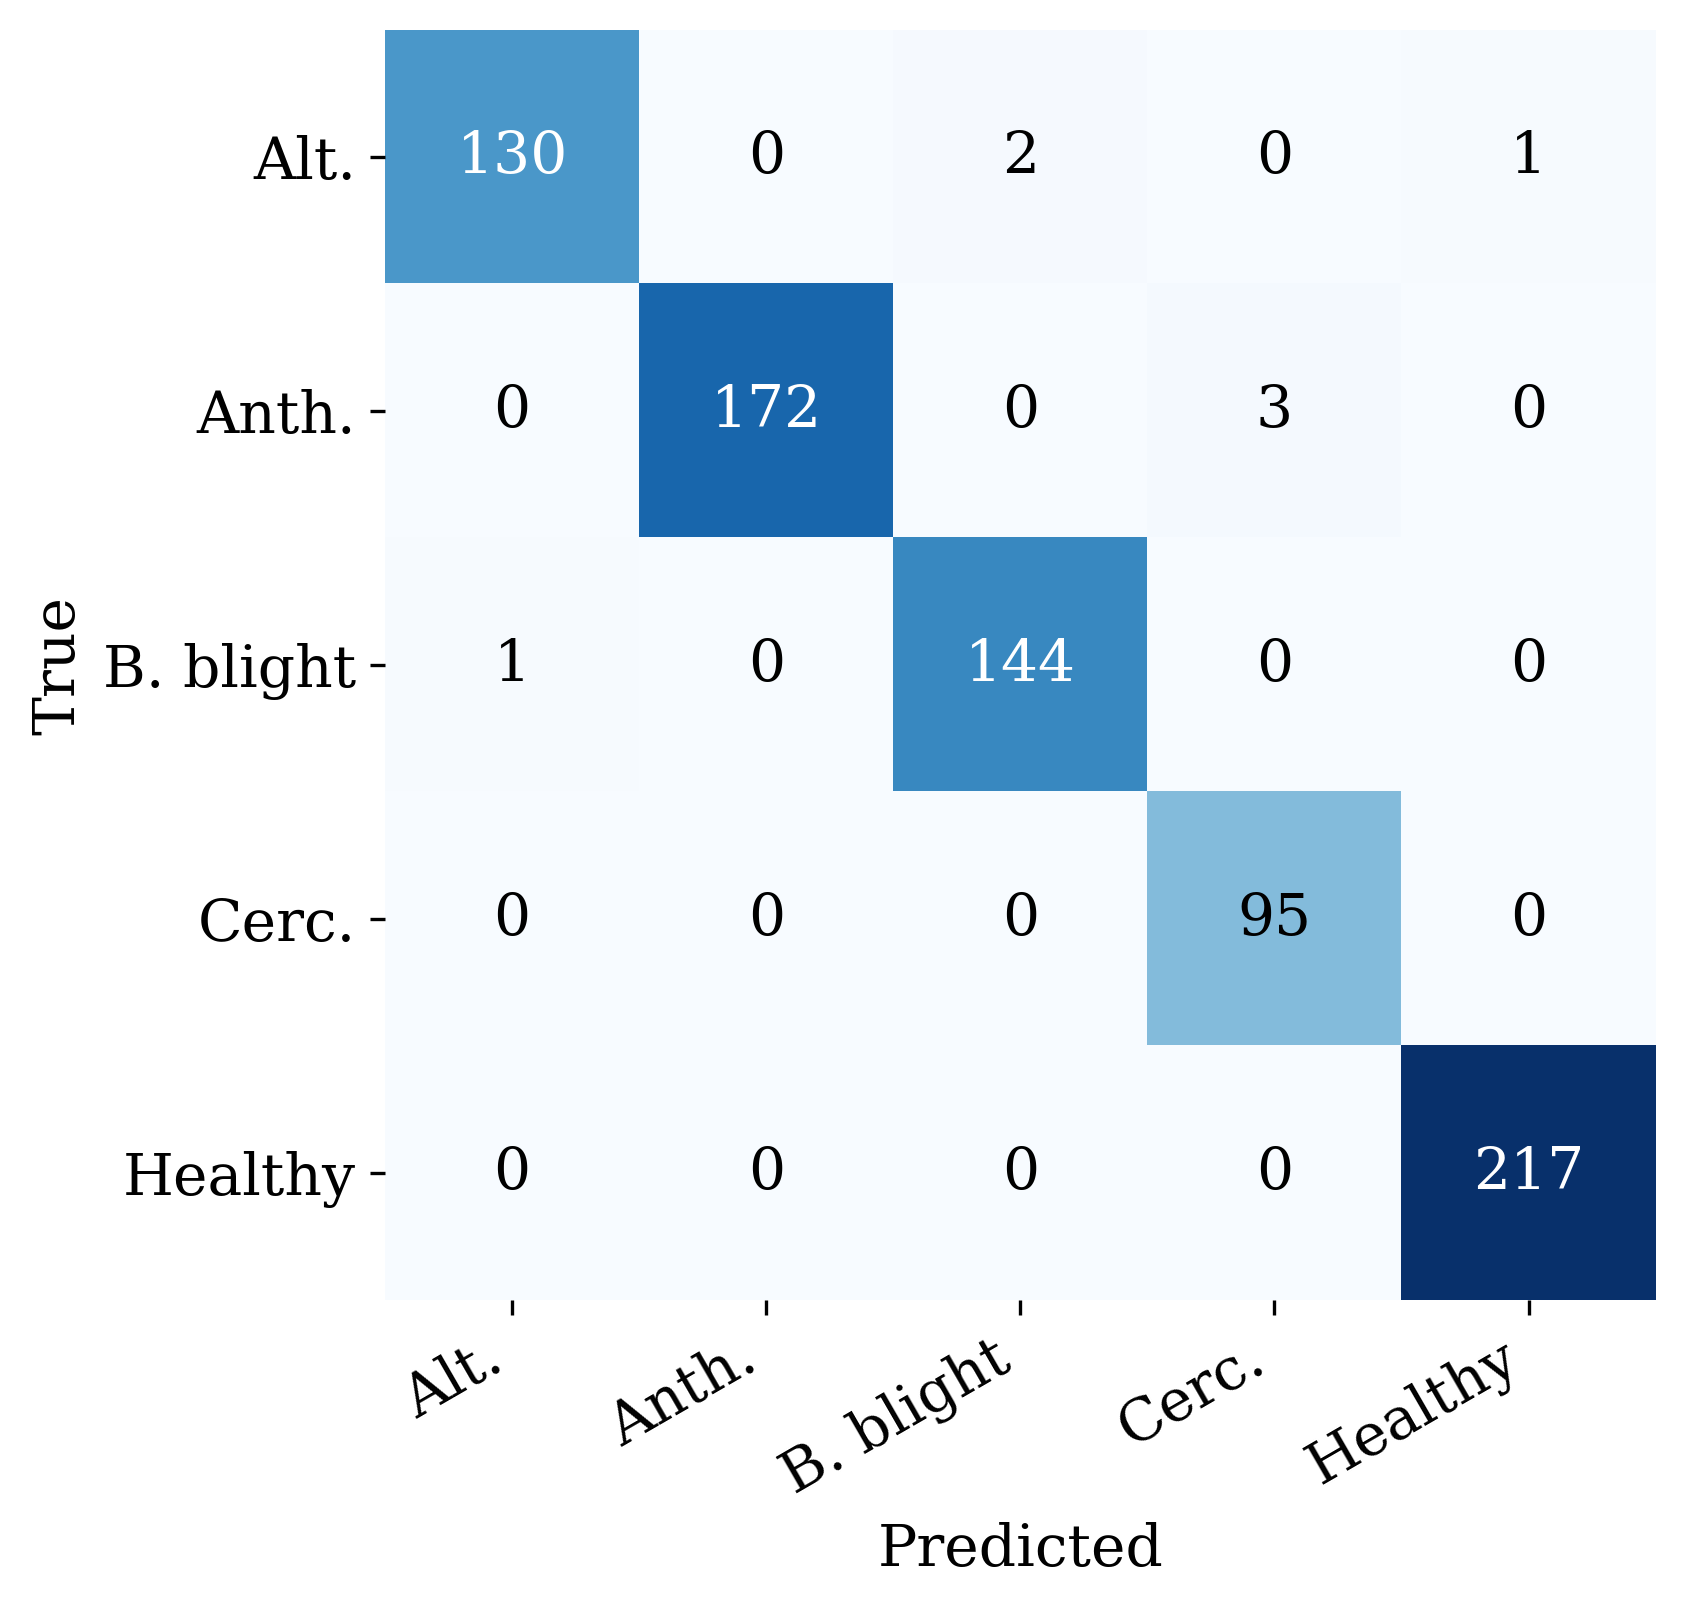 True
Alt. 130 0 2 0 1
Anth. 0 172 0 3 0
B. blight 1 0 144 0 0
Cerc. 0 0 0 95 0
Healthy 0 0 0 0 217
Alt. Anth. B. blight Cerc. Healthy
Predicted